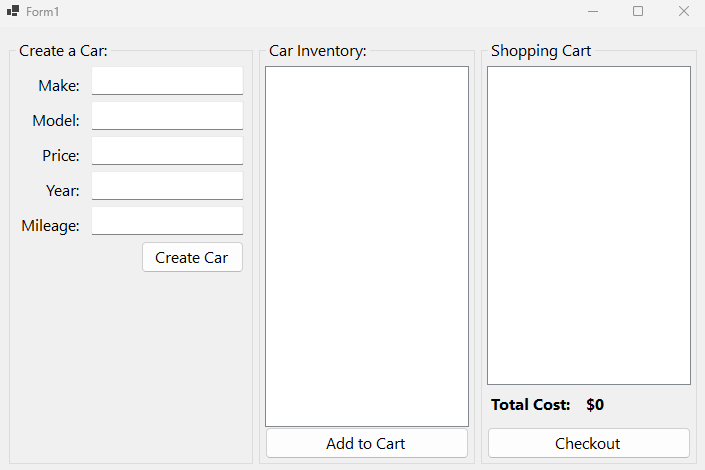 Form1
Create a Car:
Make:
Model:
Price:
Year:
Mileage:
Create Car
Car Inventory:
Add to Cart
Shopping Cart
Total Cost: $0
Checkout